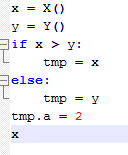 x = X()
y = Y()
if x > y:
    tmp = x
else:
    tmp = y
tmp.a = 2
x